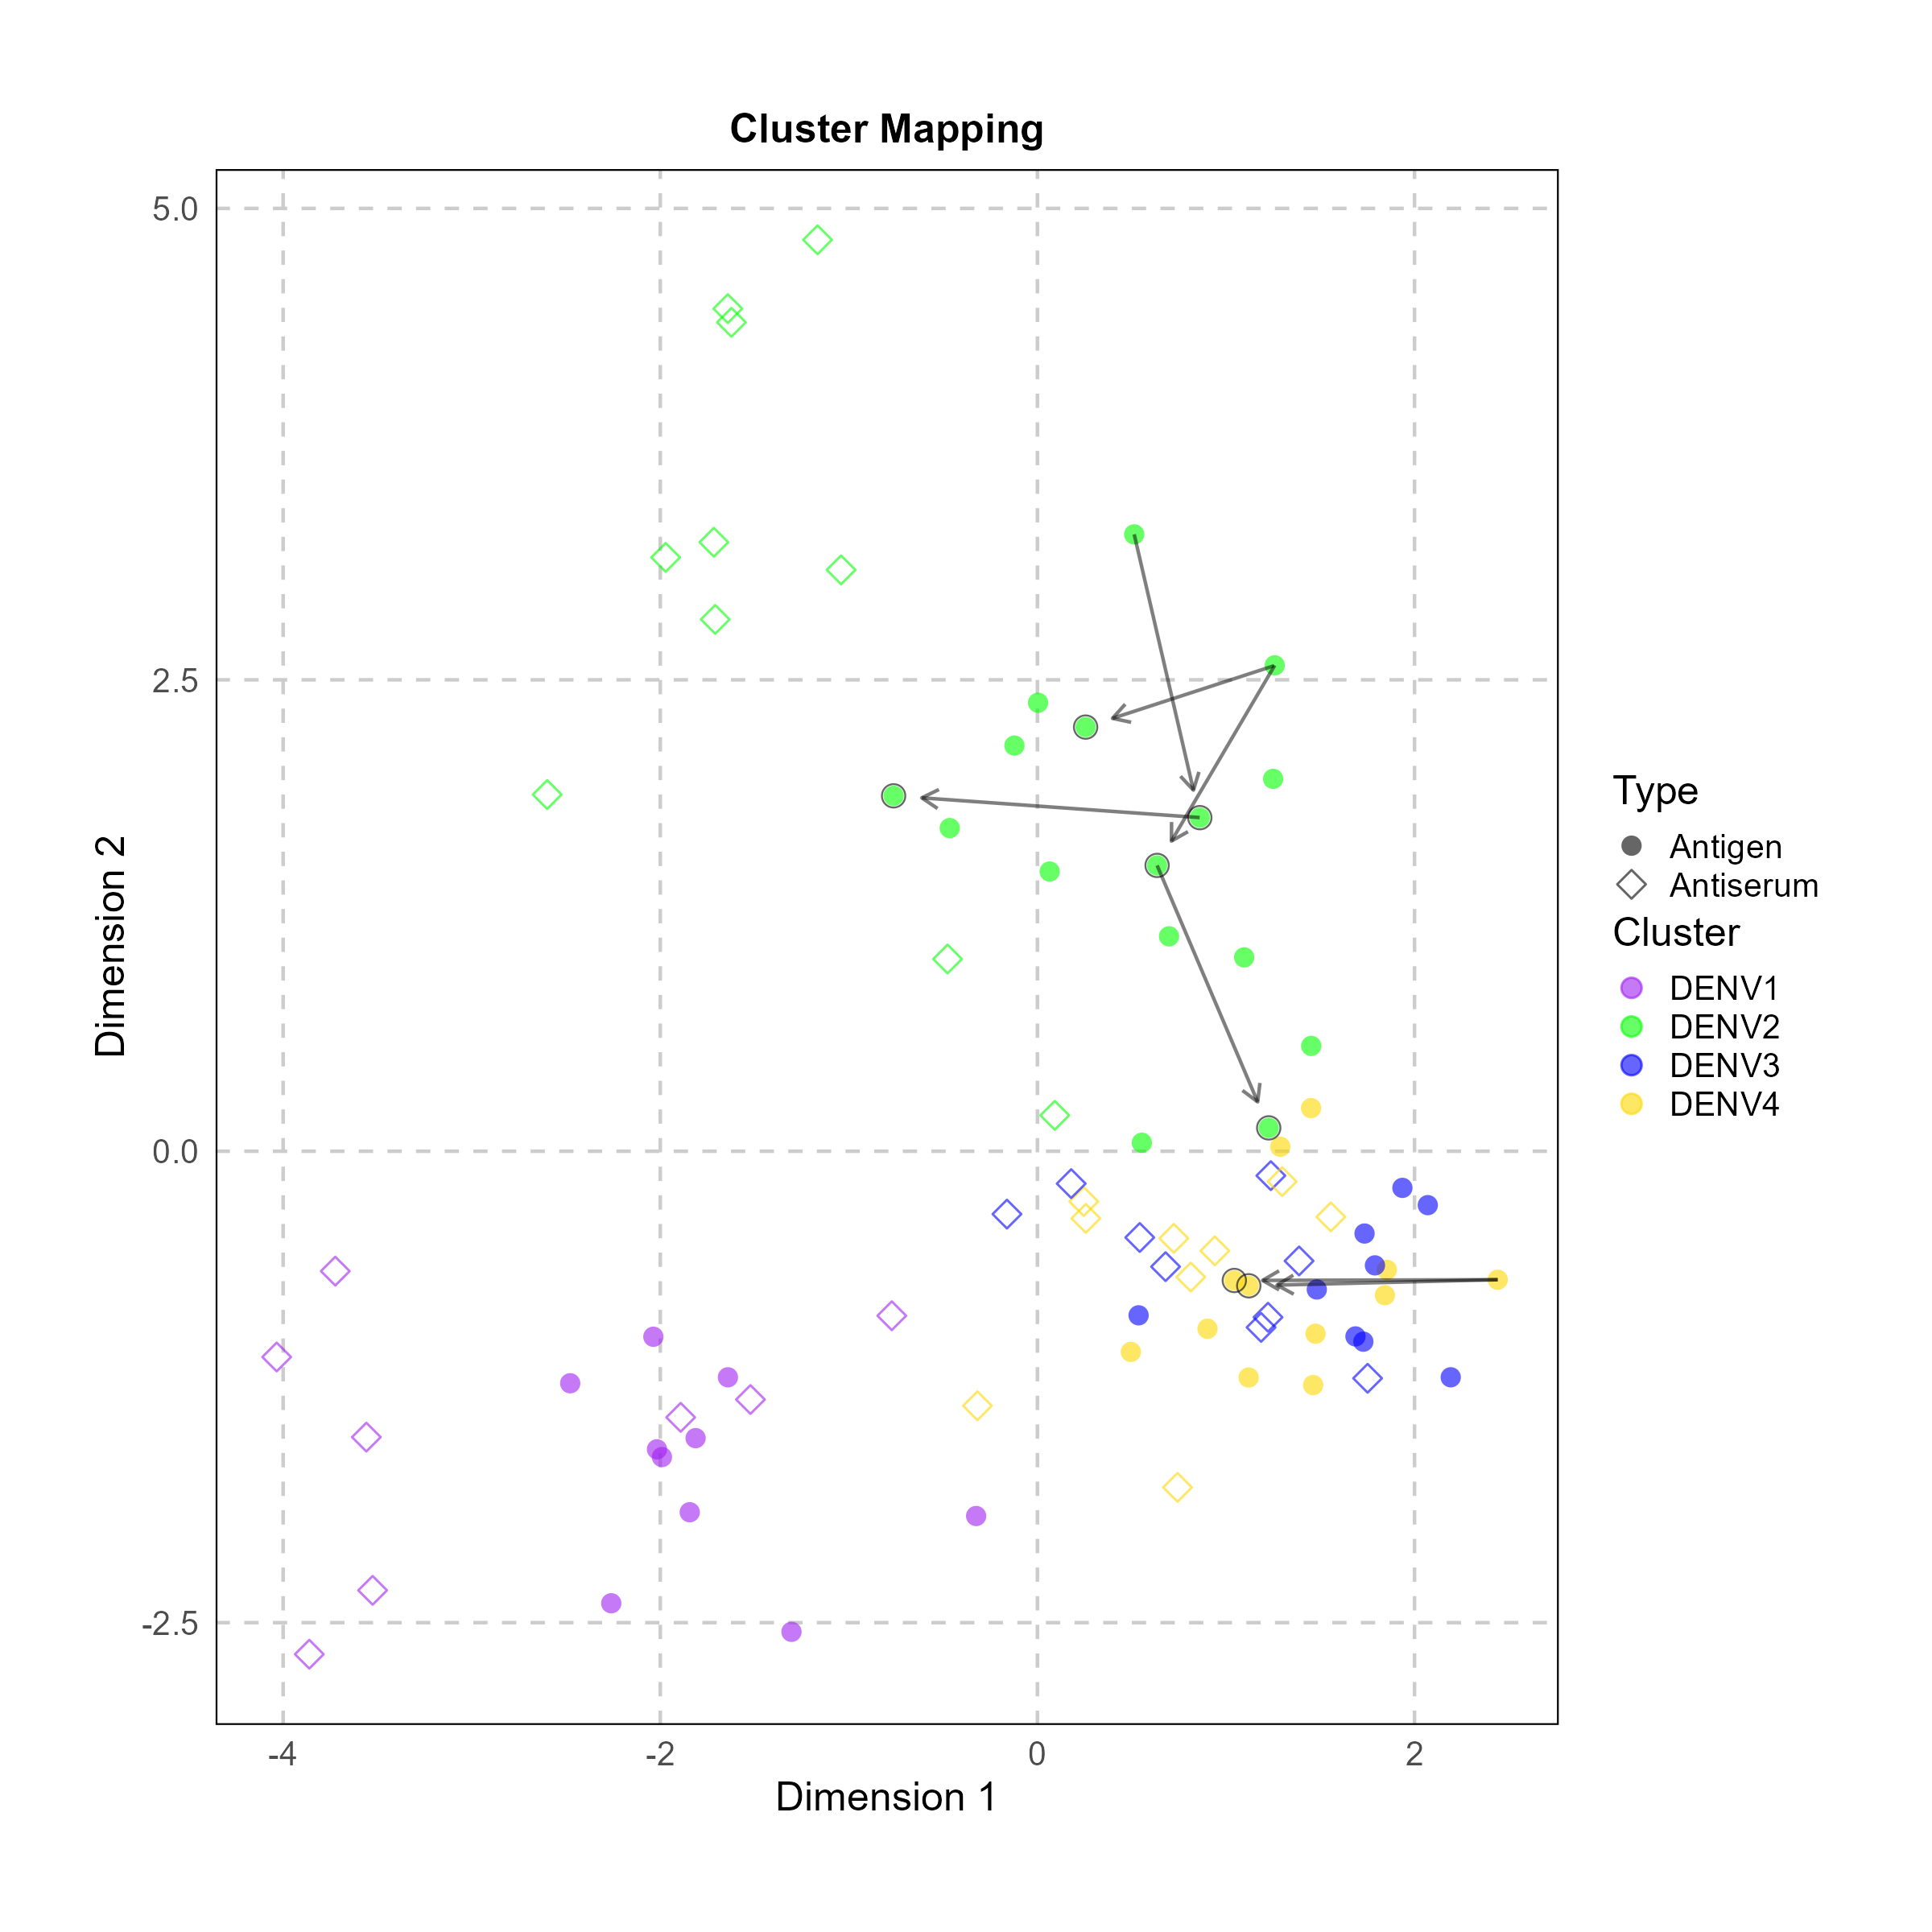 Cluster Mapping
5.0
2.5
0.0
-2.5
-4
-2
0
2
Dimension 1
Dimension 2
Type
Antigen
Antiserum
Cluster
DENV1
DENV2
DENV3
DENV4